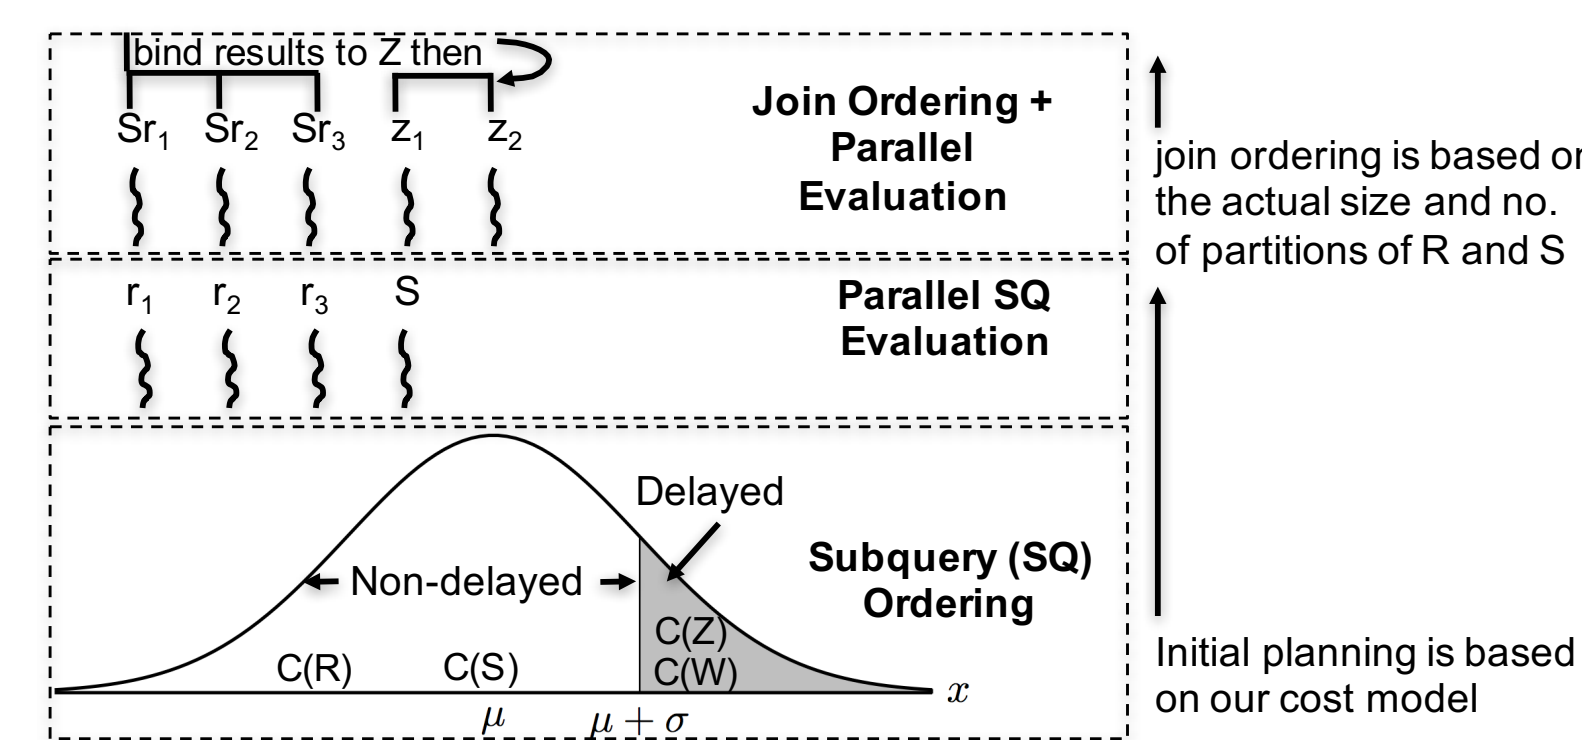 bind results to Z then
Sr₁ Sr₂ Sr₃ z₁ z₂
Join Ordering +
Parallel
Evaluation
join ordering is based or
the actual size and no.
of partitions of R and S
r₁ r₂ r₃ S
Parallel SQ
Evaluation
Delayed
Non-delayed
Subquery (SQ)
Ordering
C(R) C(S) C(Z)
C(W)
x
μ μ + σ
Initial planning is based
on our cost model